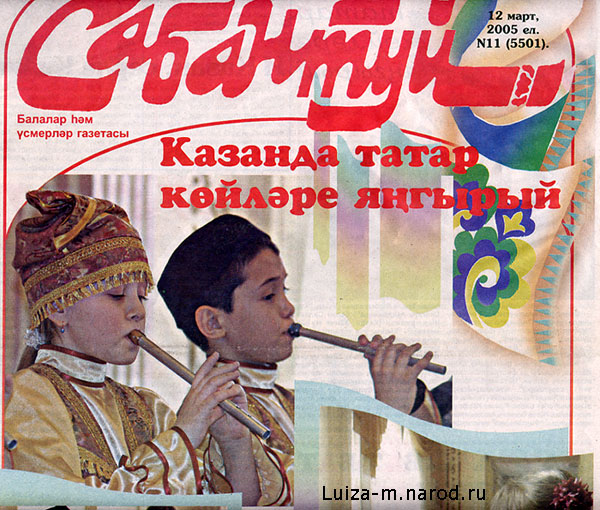 Сабантуй
12 март,
2005 ел.
N11 (5501).
Балалар һәм
үсмерләр газетасы
Казанда татар
көйләре яңгырый
Luiza-m.narod.ru